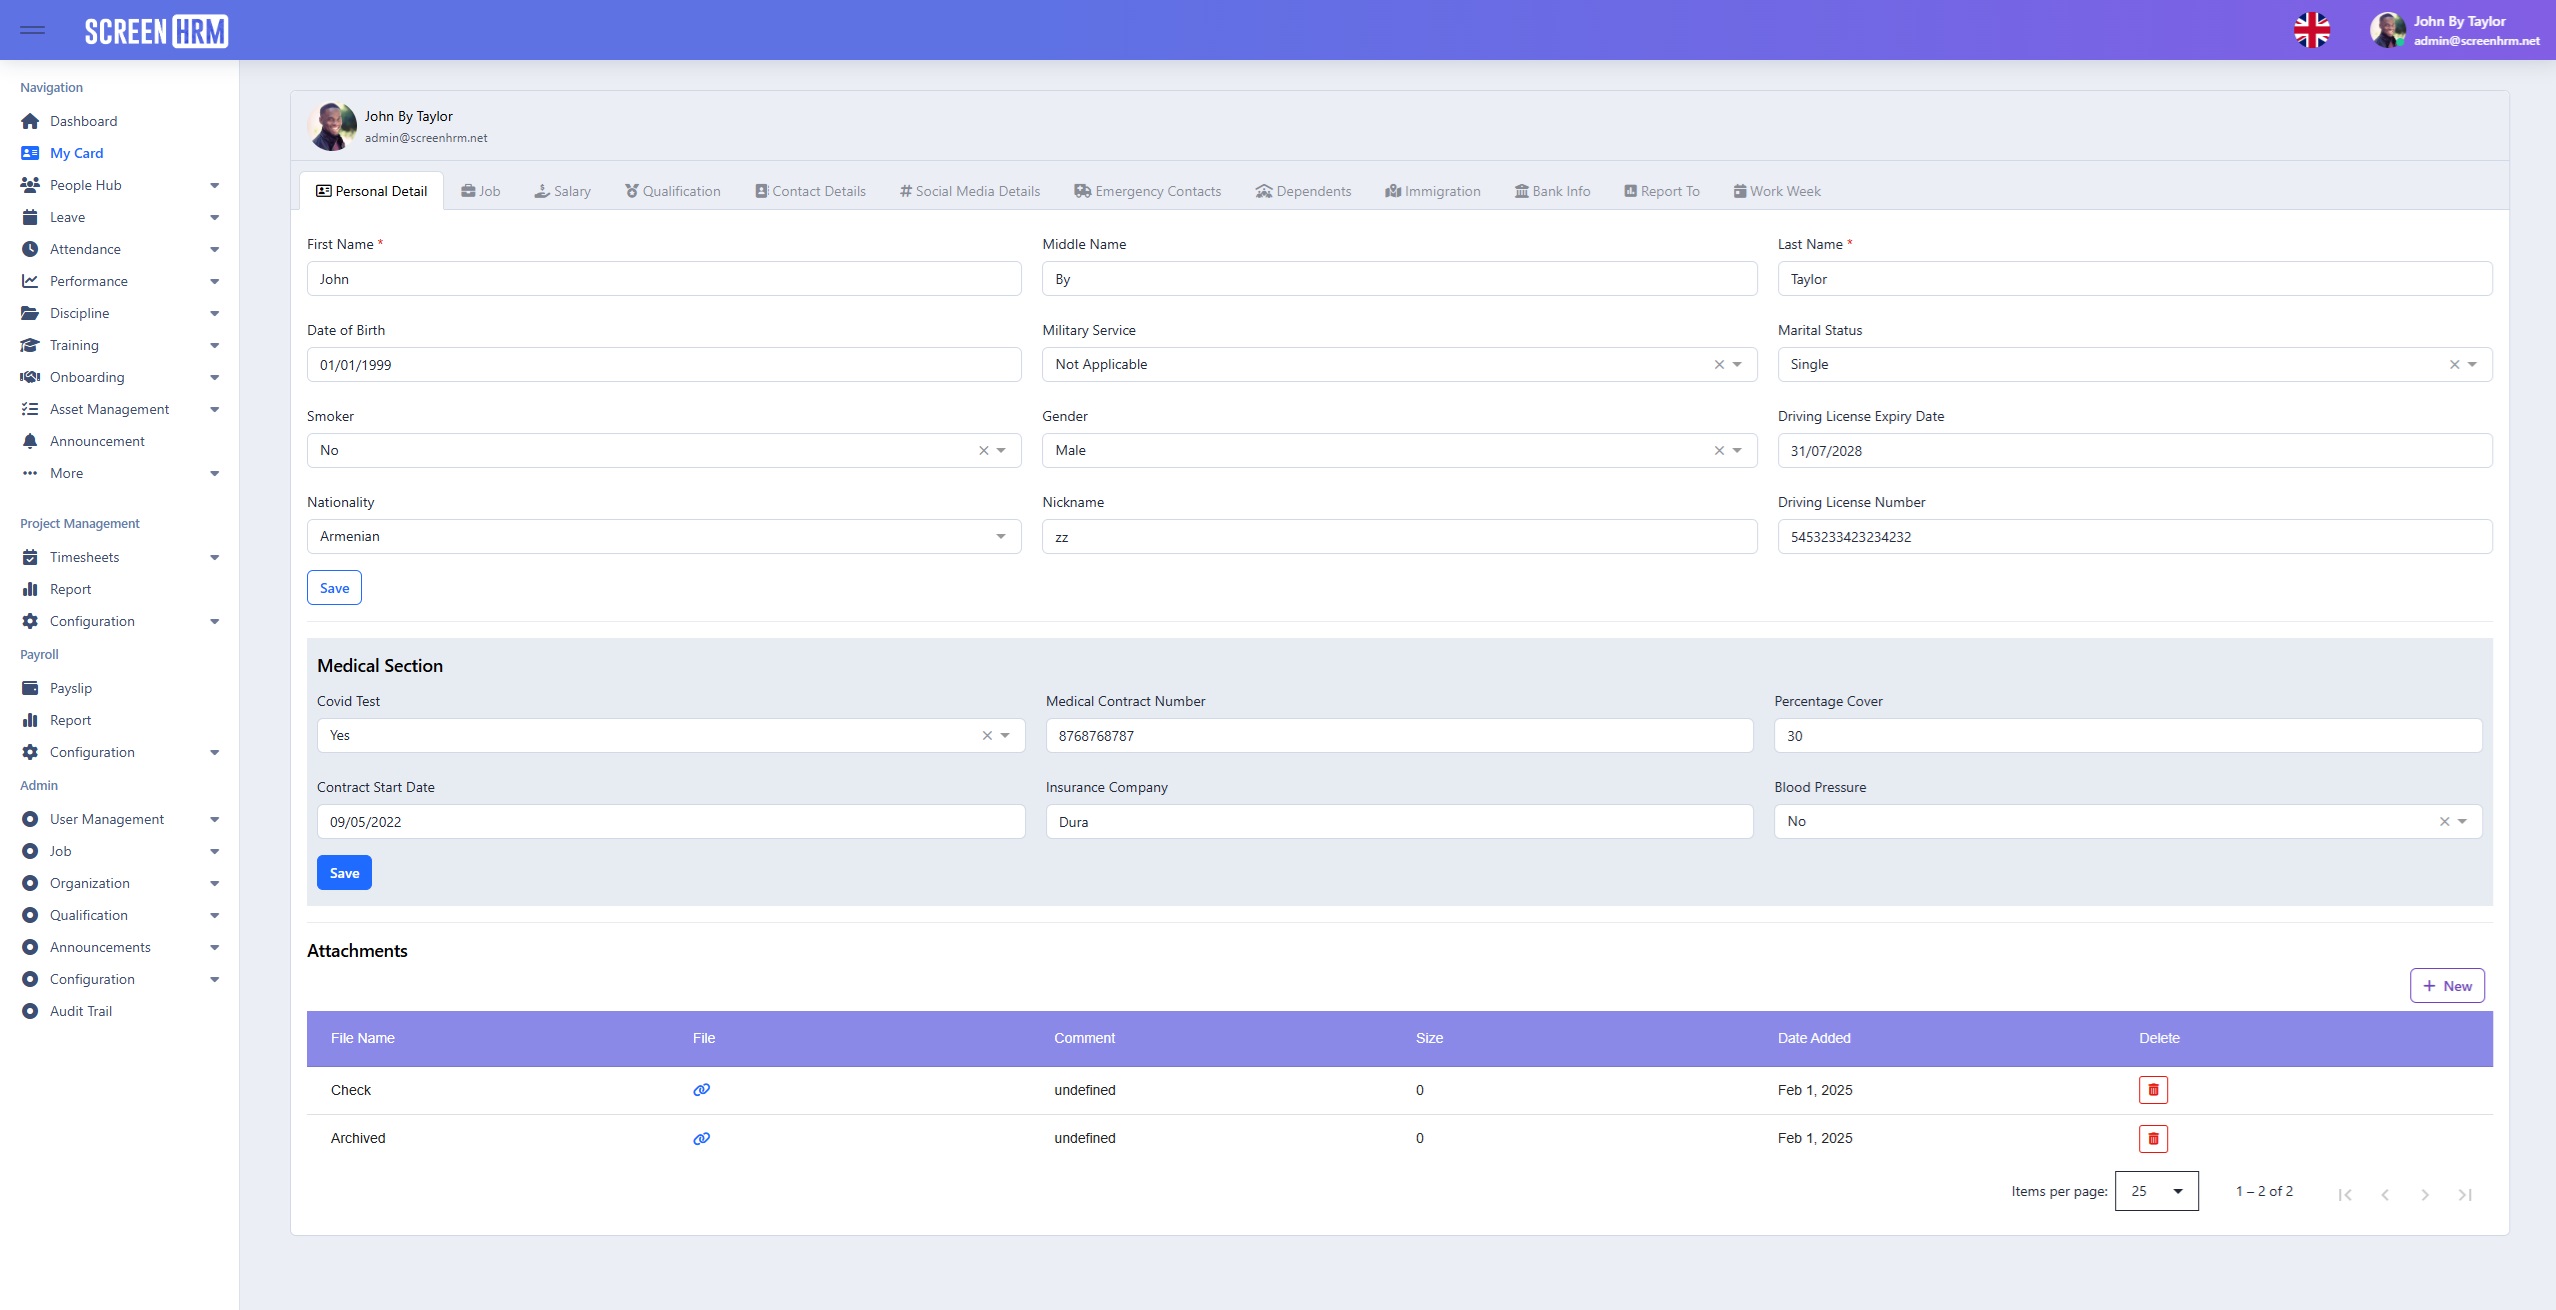 SCREEN HRM
John By Taylor
admin@screenhrm.net
Navigation
Dashboard
My Card
People Hub
Leave
Attendance
Performance
Discipline
Training
Onboarding
Asset Management
Announcement
More
Project Management
Timesheets
Report
Configuration
Payroll
Payslip
Report
Configuration
Admin
User Management
Job
Organization
Qualification
Announcements
Configuration
Audit Trail
John By Taylor
admin@screenhrm.net
Personal Detail Job Salary Qualification Contact Details Social Media Details Emergency Contacts Dependents Immigration Bank Info Report To Work Week
First Name * Middle Name Last Name *
John By Taylor
Date of Birth Military Service Marital Status
01/01/1999 Not Applicable Single
Smoker Gender Driving License Expiry Date
No Male 31/07/2028
Nationality Nickname Driving License Number
Armenian zz 5453233423234232
Save
Medical Section
Covid Test Medical Contract Number Percentage Cover
Yes 8768768787 30
Contract Start Date Insurance Company Blood Pressure
09/05/2022 Dura No
Save
Attachments
+ New
File Name File Comment Size Date Added Delete
Check undefined 0 Feb 1, 2025
Archived undefined 0 Feb 1, 2025
Items per page: 25 1 – 2 of 2